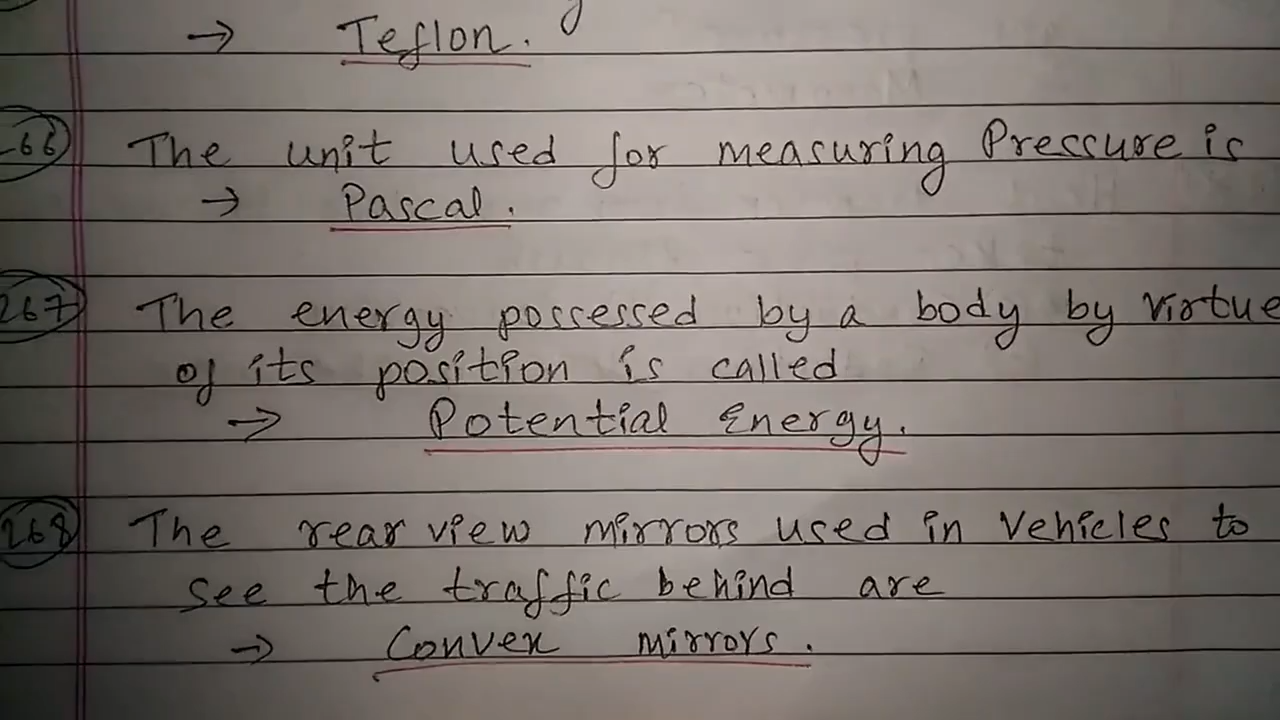 → Teflon.
266 The unit used for measuring Pressure is
→ Pascal.
267 The energy possessed by a body by virtue
of its position is called
→ Potential Energy.
268 The rear view mirrors used in vehicles to
see the traffic behind are
→ Convex mirrors.